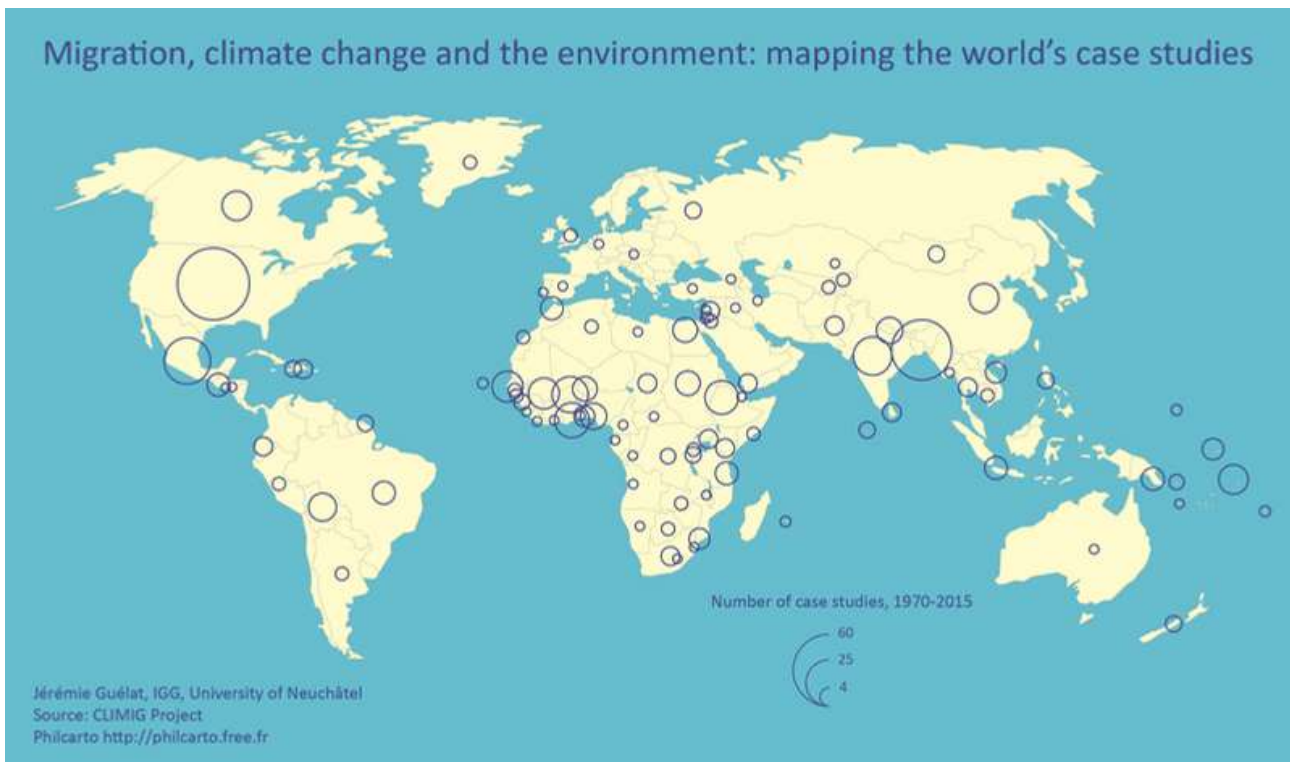 Migration, climate change and the environment: mapping the world's case studies
Number of case studies, 1970-2015
60
25
4
Jérémie Guélat, IGG, University of Neuchâtel
Source: CLIMIG Project
Philcarto http://philcarto.free.fr